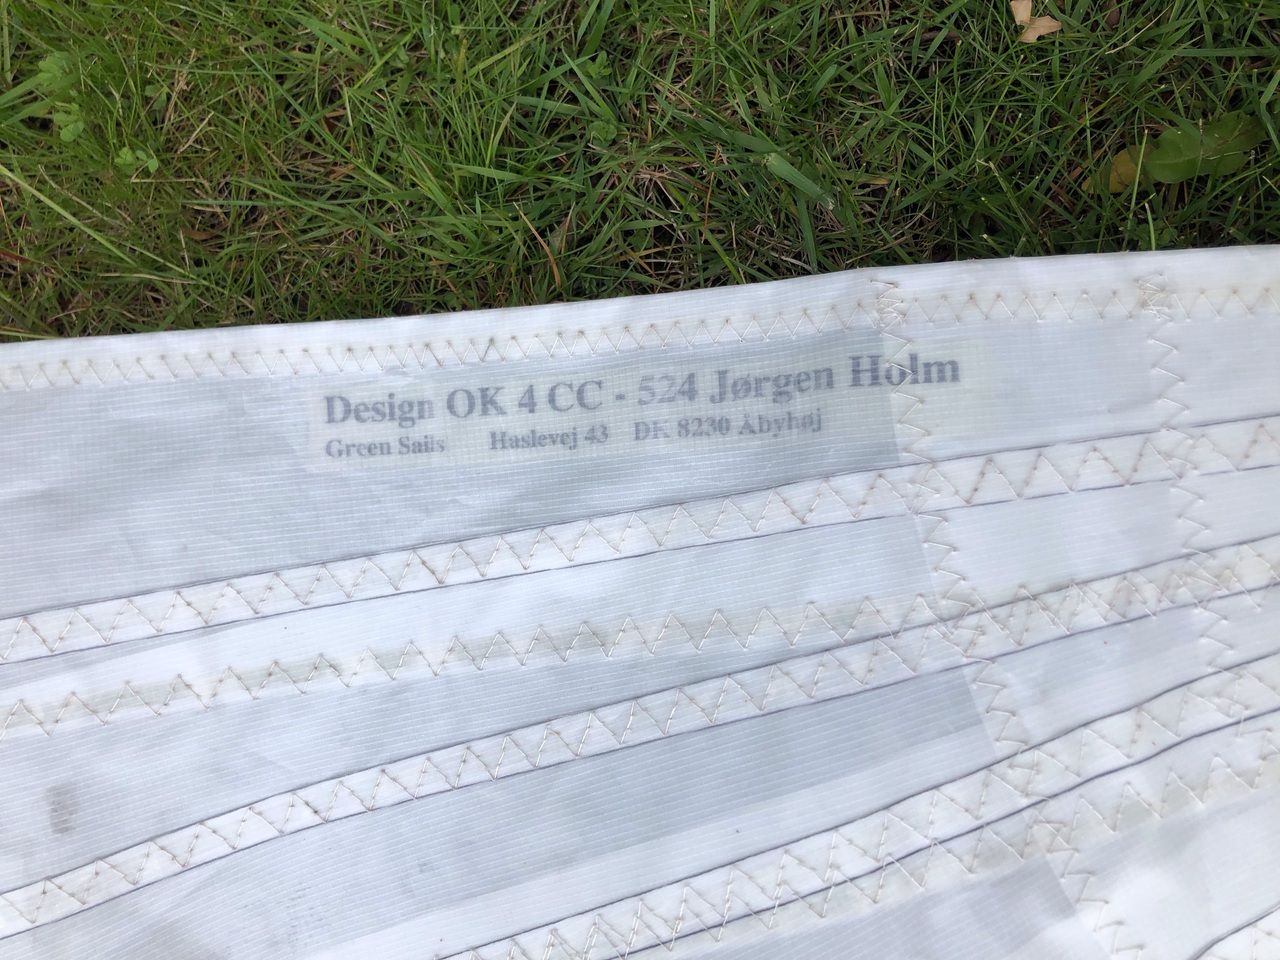 Design OK 4 CC - 524 Jørgen Holm
Green Sails Haslevej 43 DK 8230 Åbyhøj